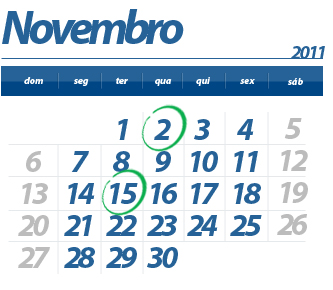 Novembro
2011
dom seg ter qua qui sex sáb
1 2 3 4 5
6 7 8 9 10 11 12
13 14 15 16 17 18 19
20 21 22 23 24 25 26
27 28 29 30